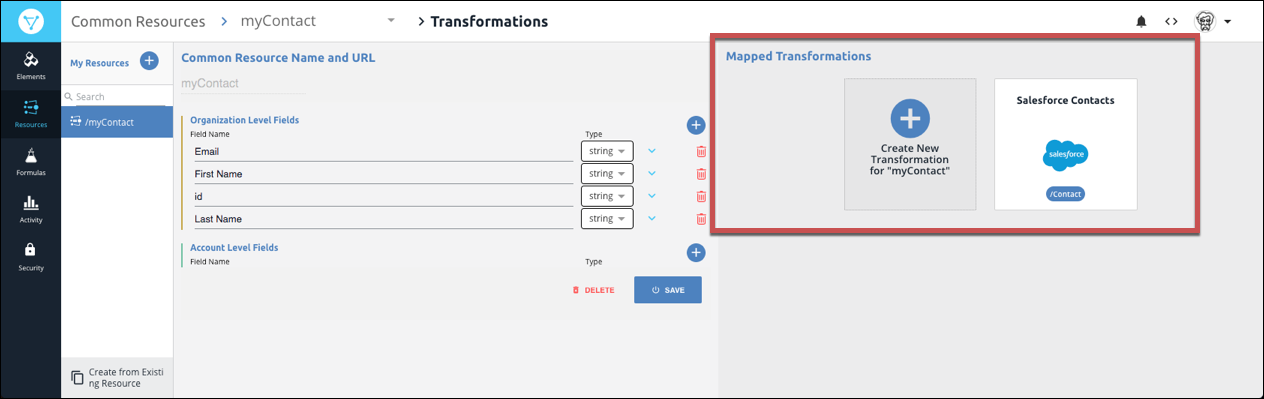 Common Resources > myContact > Transformations
Elements
Resources
Formulas
Activity
Security
My Resources
Search
/myContact
Create from Existi
ng Resource
Common Resource Name and URL
myContact
Organization Level Fields
Field Name Type
Email string
First Name string
id string
Last Name string
Account Level Fields
Field Name Type
DELETE SAVE
Mapped Transformations
Create New
Transformation
for "myContact"
Salesforce Contacts
salesforce
/Contact